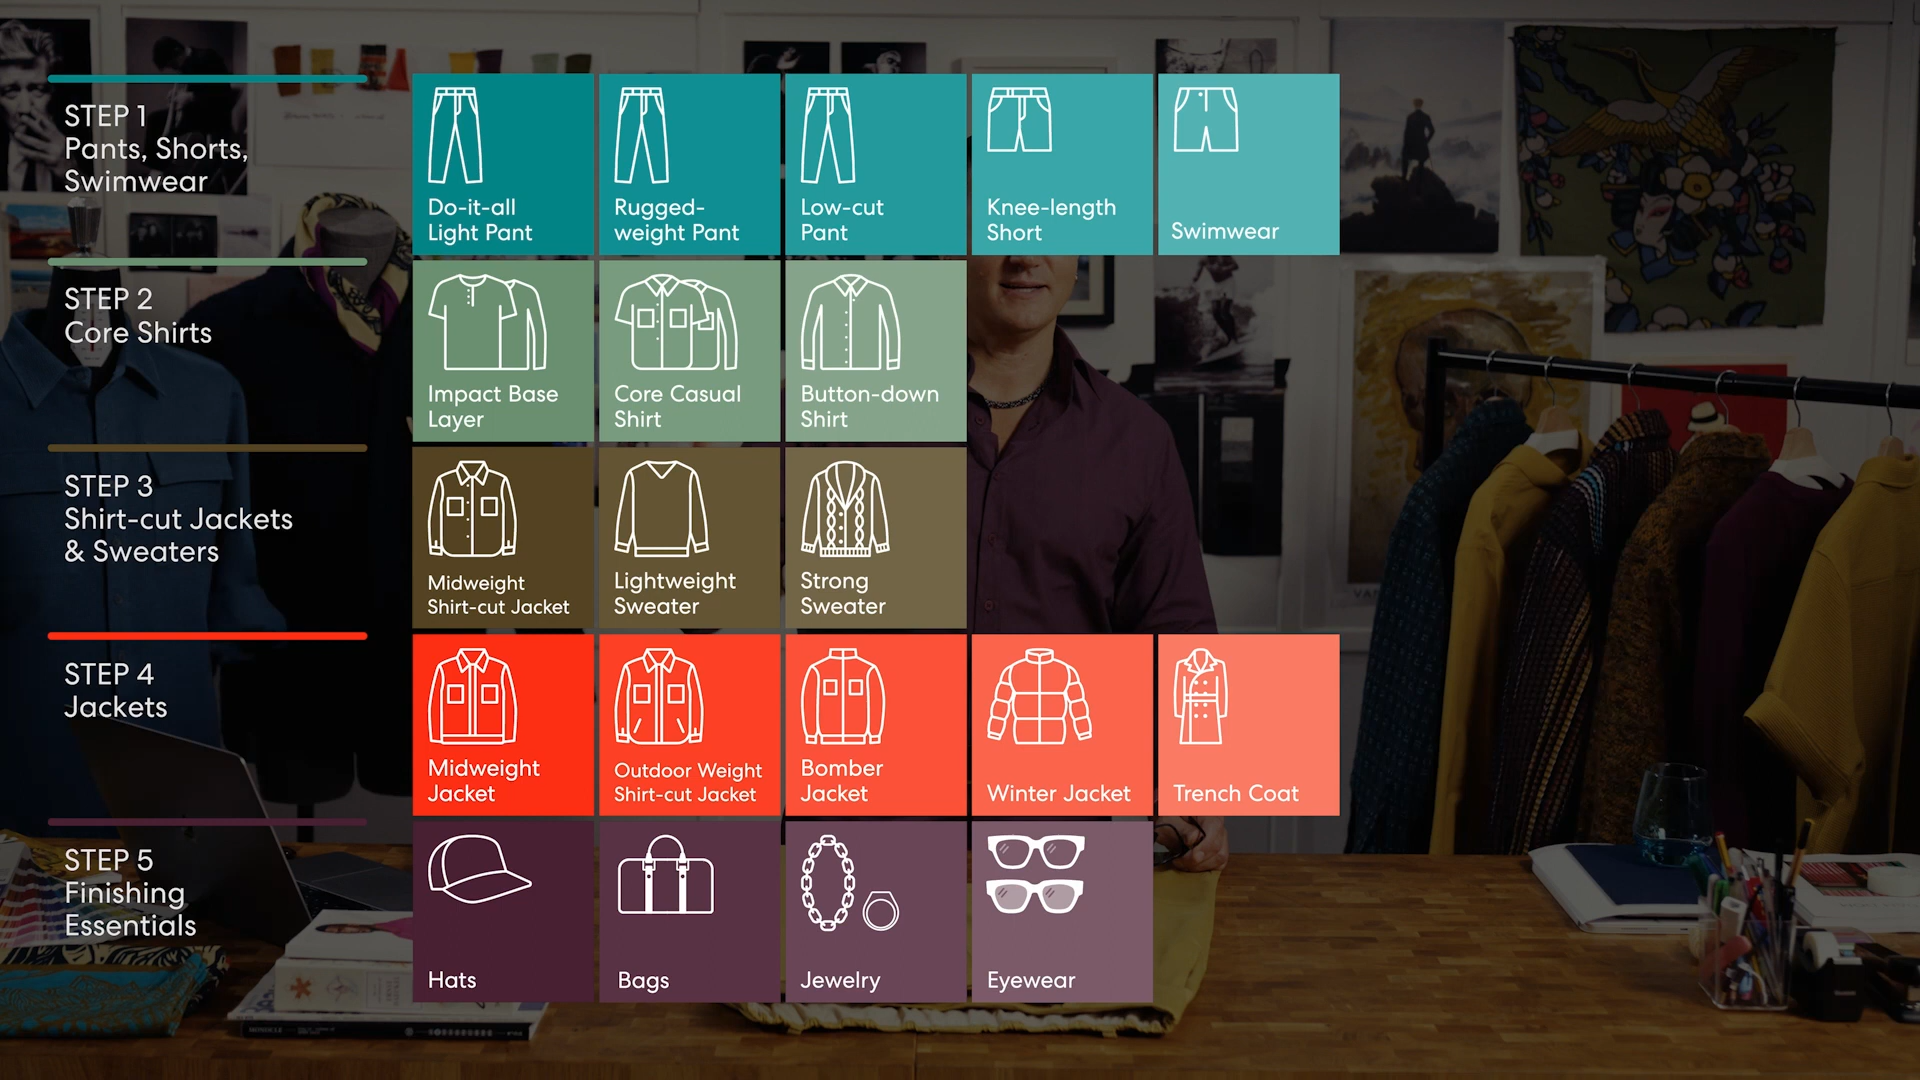 STEP 1
Pants, Shorts,
Swimwear
Do-it-all
Light Pant
Rugged-
weight Pant
Low-cut
Pant
Knee-length
Short
Swimwear
STEP 2
Core Shirts
Impact Base
Layer
Core Casual
Shirt
Button-down
Shirt
STEP 3
Shirt-cut Jackets
& Sweaters
Midweight
Shirt-cut Jacket
Lightweight
Sweater
Strong
Sweater
STEP 4
Jackets
Midweight
Jacket
Outdoor Weight
Shirt-cut Jacket
Bomber
Jacket
Winter Jacket
Trench Coat
STEP 5
Finishing
Essentials
Hats
Bags
Jewelry
Eyewear
MONOCLE